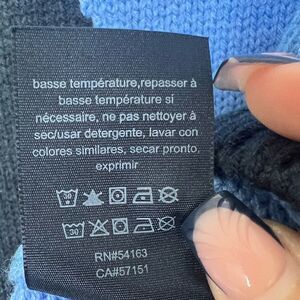 basse température,repasser à
basse température si
nécessaire, ne pas nettoyer à
sec/usar detergente, lavar con
colores similares, secar pronto,
exprimir
30
30
RN#54163
CA#57151